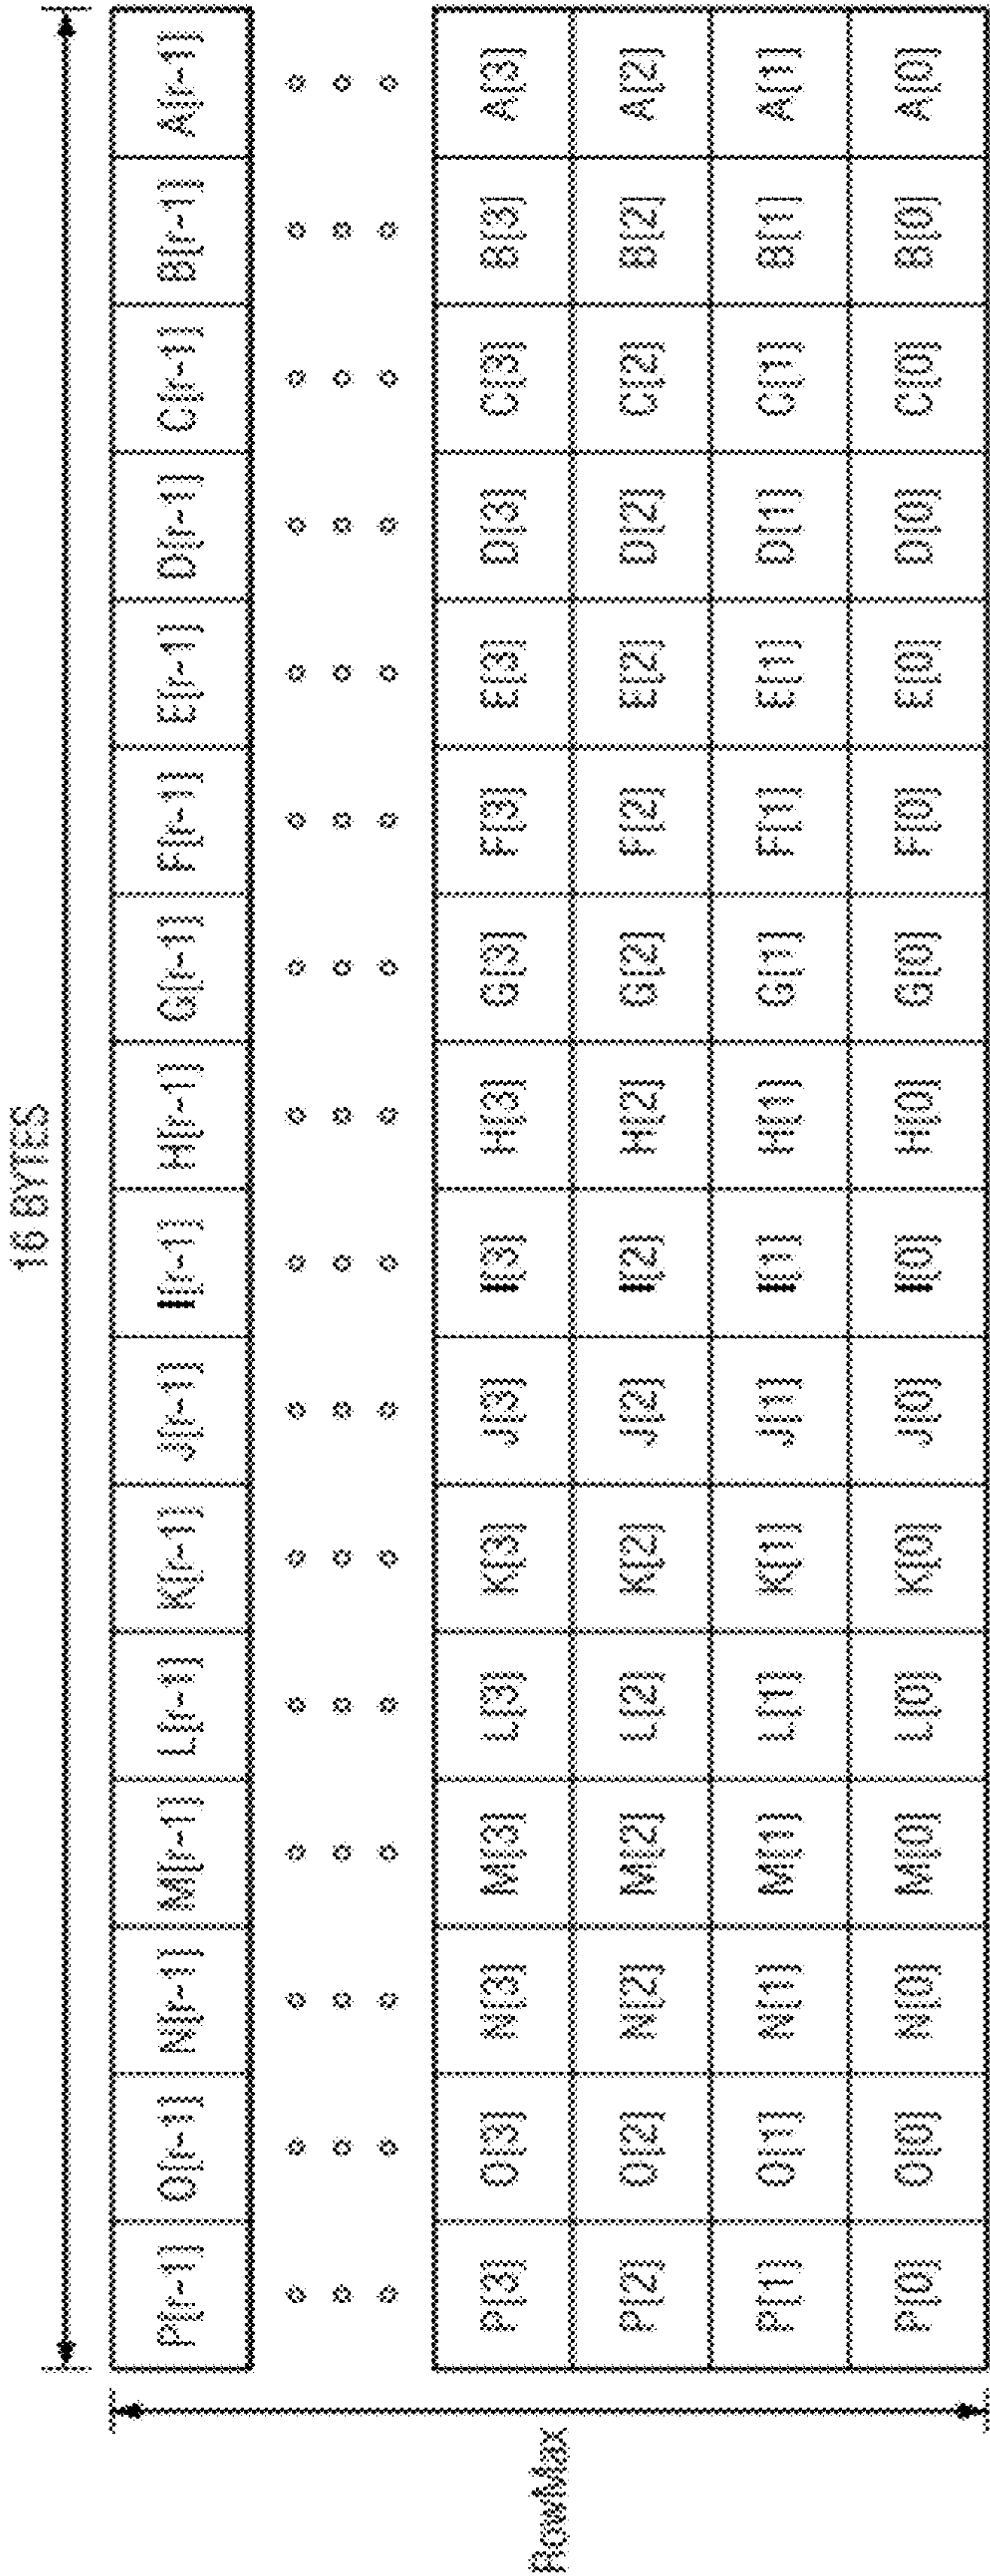 16 BYTES
P[r-1] O[r-1] N[r-1] M[r-1] L[r-1] K[r-1] J[r-1] I[r-1] H[r-1] G[r-1] F[r-1] E[r-1] D[r-1] C[r-1] B[r-1] A[r-1]
P[3] O[3] N[3] M[3] L[3] K[3] J[3] I[3] H[3] G[3] F[3] E[3] D[3] C[3] B[3] A[3]
P[2] O[2] N[2] M[2] L[2] K[2] J[2] I[2] H[2] G[2] F[2] E[2] D[2] C[2] B[2] A[2]
P[1] O[1] N[1] M[1] L[1] K[1] J[1] I[1] H[1] G[1] F[1] E[1] D[1] C[1] B[1] A[1]
P[0] O[0] N[0] M[0] L[0] K[0] J[0] I[0] H[0] G[0] F[0] E[0] D[0] C[0] B[0] A[0]
RowMax